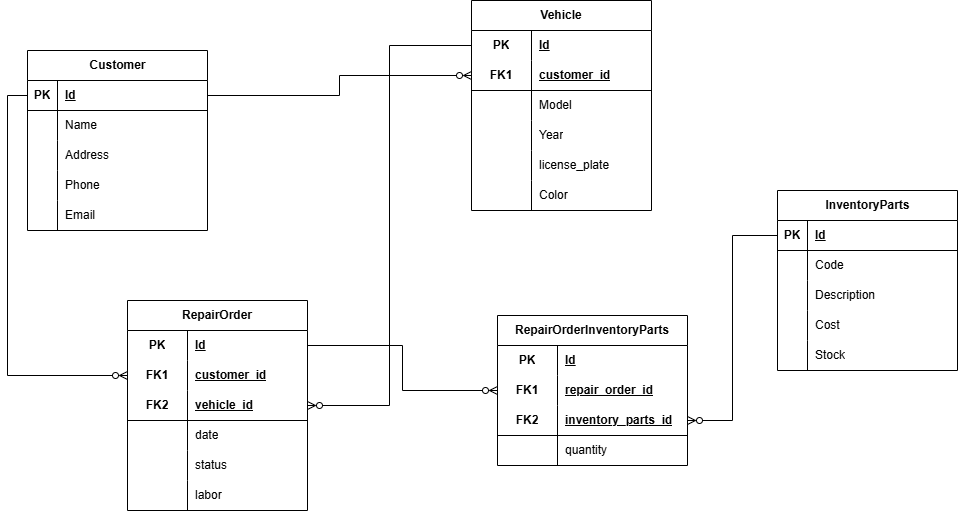 Customer
PK Id
Name
Address
Phone
Email
Vehicle
PK Id
FK1 customer_id
Model
Year
license_plate
Color
InventoryParts
PK Id
Code
Description
Cost
Stock
RepairOrder
PK Id
FK1 customer_id
FK2 vehicle_id
date
status
labor
RepairOrderInventoryParts
PK Id
FK1 repair_order_id
FK2 inventory_parts_id
quantity